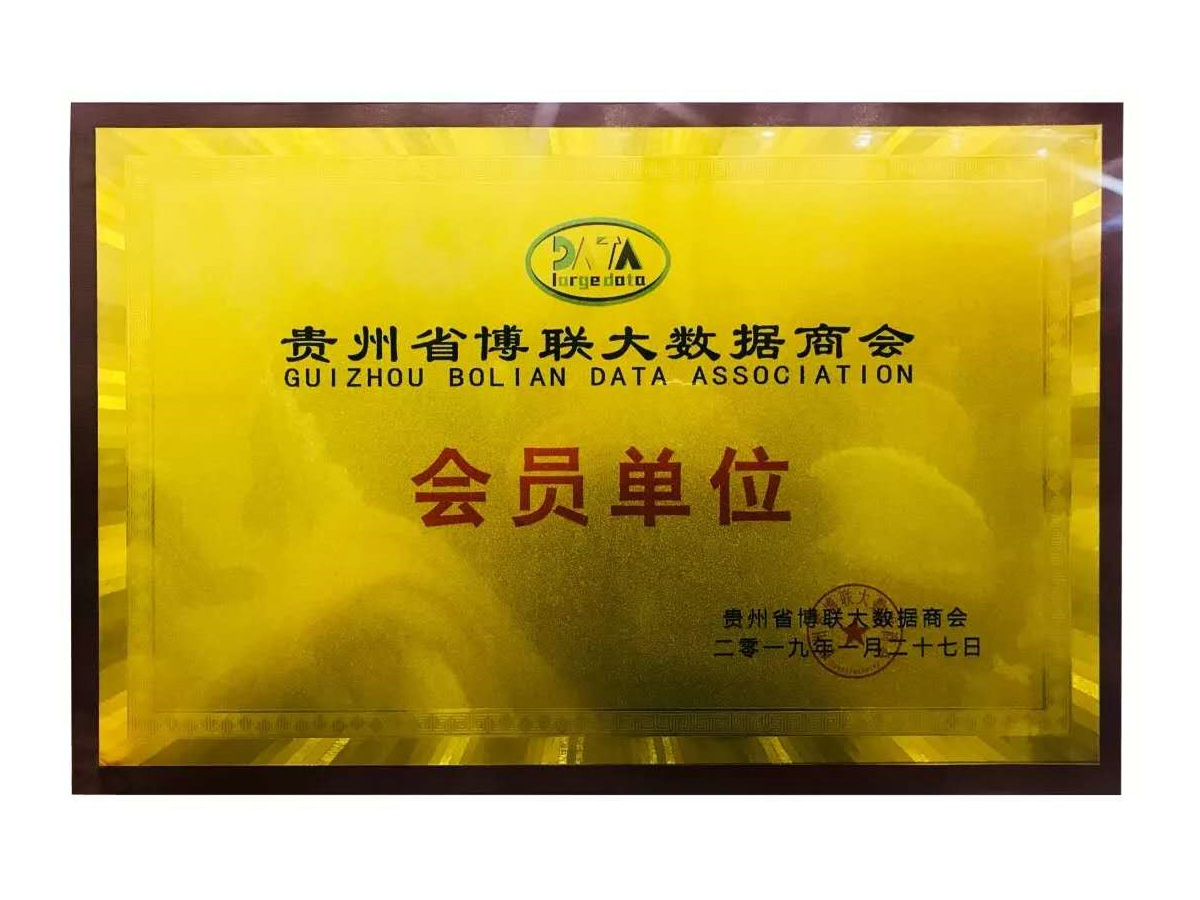 DATA
largedata
贵州省博联大数据商会
GUIZHOU BOLIAN DATA ASSOCIATION
会员单位
贵州省博联大数据商会
二零一九年一月二十七日